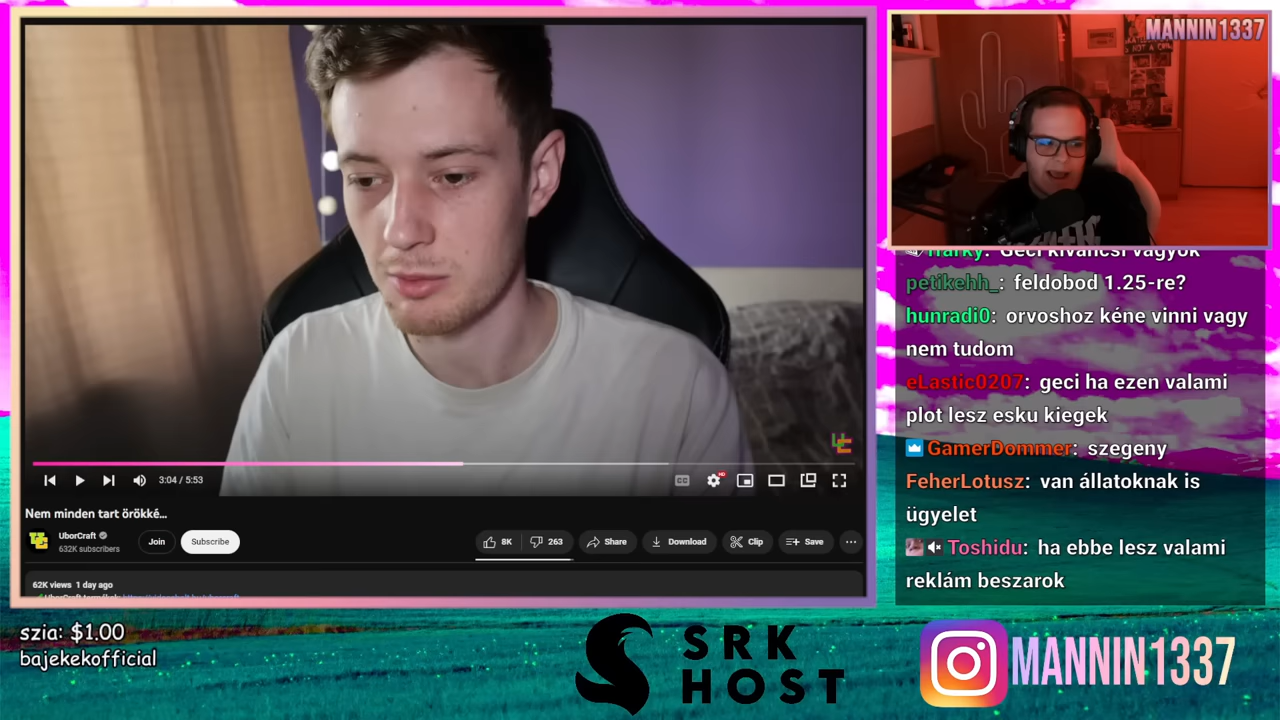 MANNIN1337
Harky: Geci kíváncsi vagyok
petikehh_: feldobod 1.25-re?
hunradi0: orvoshoz kéne vinni vagy
nem tudom
eLastic0207: geci ha ezen valami
plot lesz esku kiegek
GamerDommer: szegeny
FeherLotusz: van állatoknak is
ügyelet
Toshidu: ha ebbe lesz valami
reklám beszarok
3:04 / 5:53
CC
HD
Nem minden tart örökké...
UborCraft
632K subscribers
Join
Subscribe
8K
263
Share
Download
Clip
Save
62K views 1 day ago
szia: $1.00
bajekekofficial
SRK
HOST
MANNIN1337